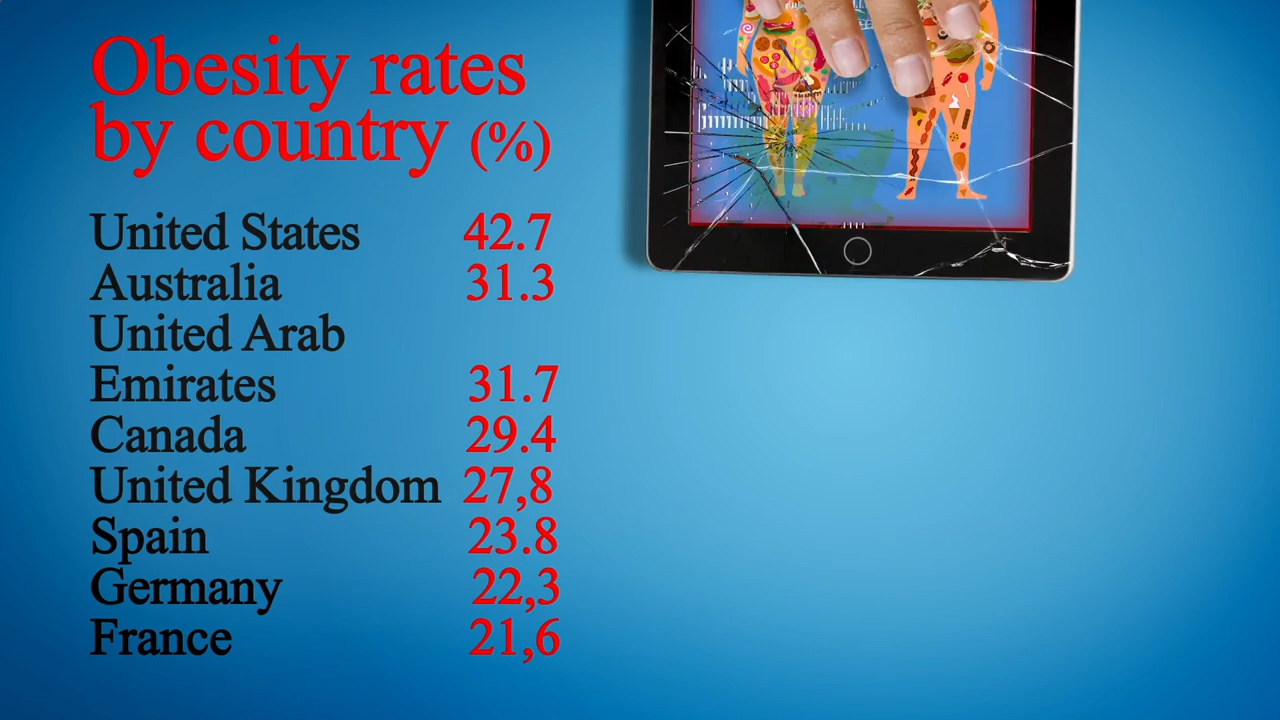 Obesity rates
by country (%)
United States 42.7
Australia 31.3
United Arab
Emirates 31.7
Canada 29.4
United Kingdom 27,8
Spain 23.8
Germany 22,3
France 21,6